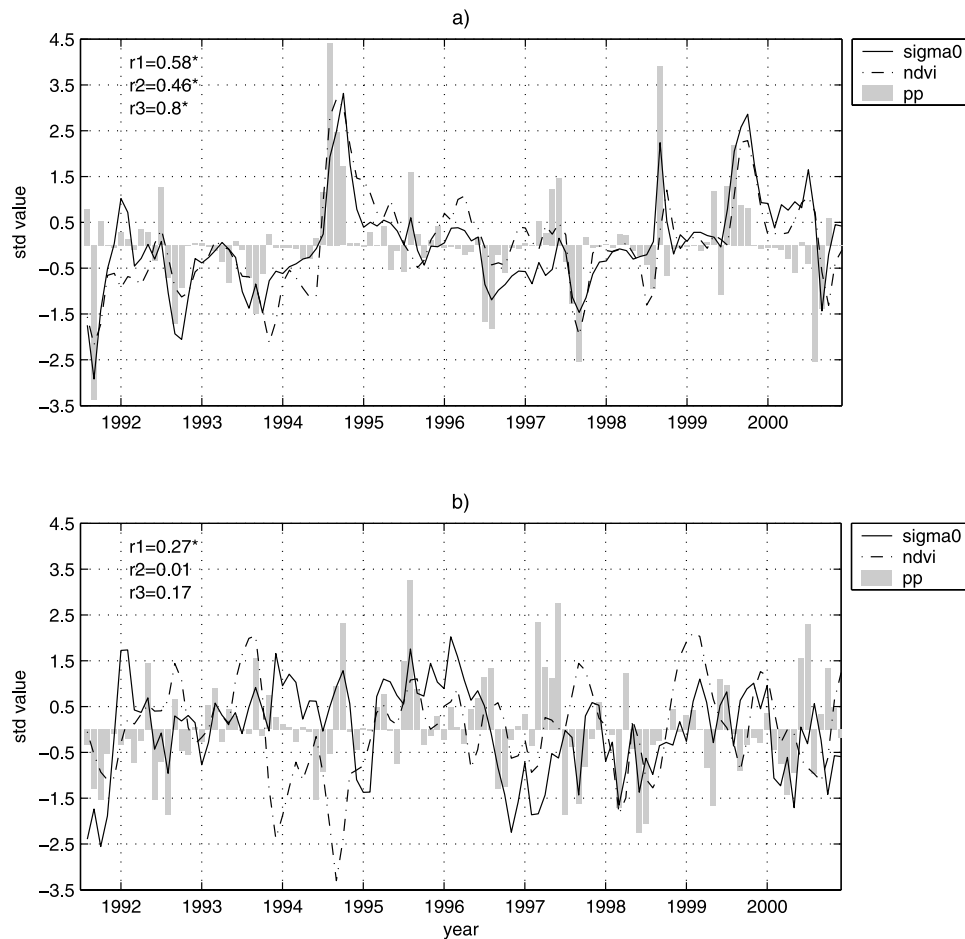 a)
4.5
3.5
2.5
1.5
0.5
−0.5
−1.5
−2.5
−3.5
std value
r1=0.58*
r2=0.46*
r3=0.8*
sigma0
ndvi
pp
1992 1993 1994 1995 1996 1997 1998 1999 2000
b)
4.5
3.5
2.5
1.5
0.5
−0.5
−1.5
−2.5
−3.5
std value
r1=0.27*
r2=0.01
r3=0.17
sigma0
ndvi
pp
1992 1993 1994 1995 1996 1997 1998 1999 2000
year